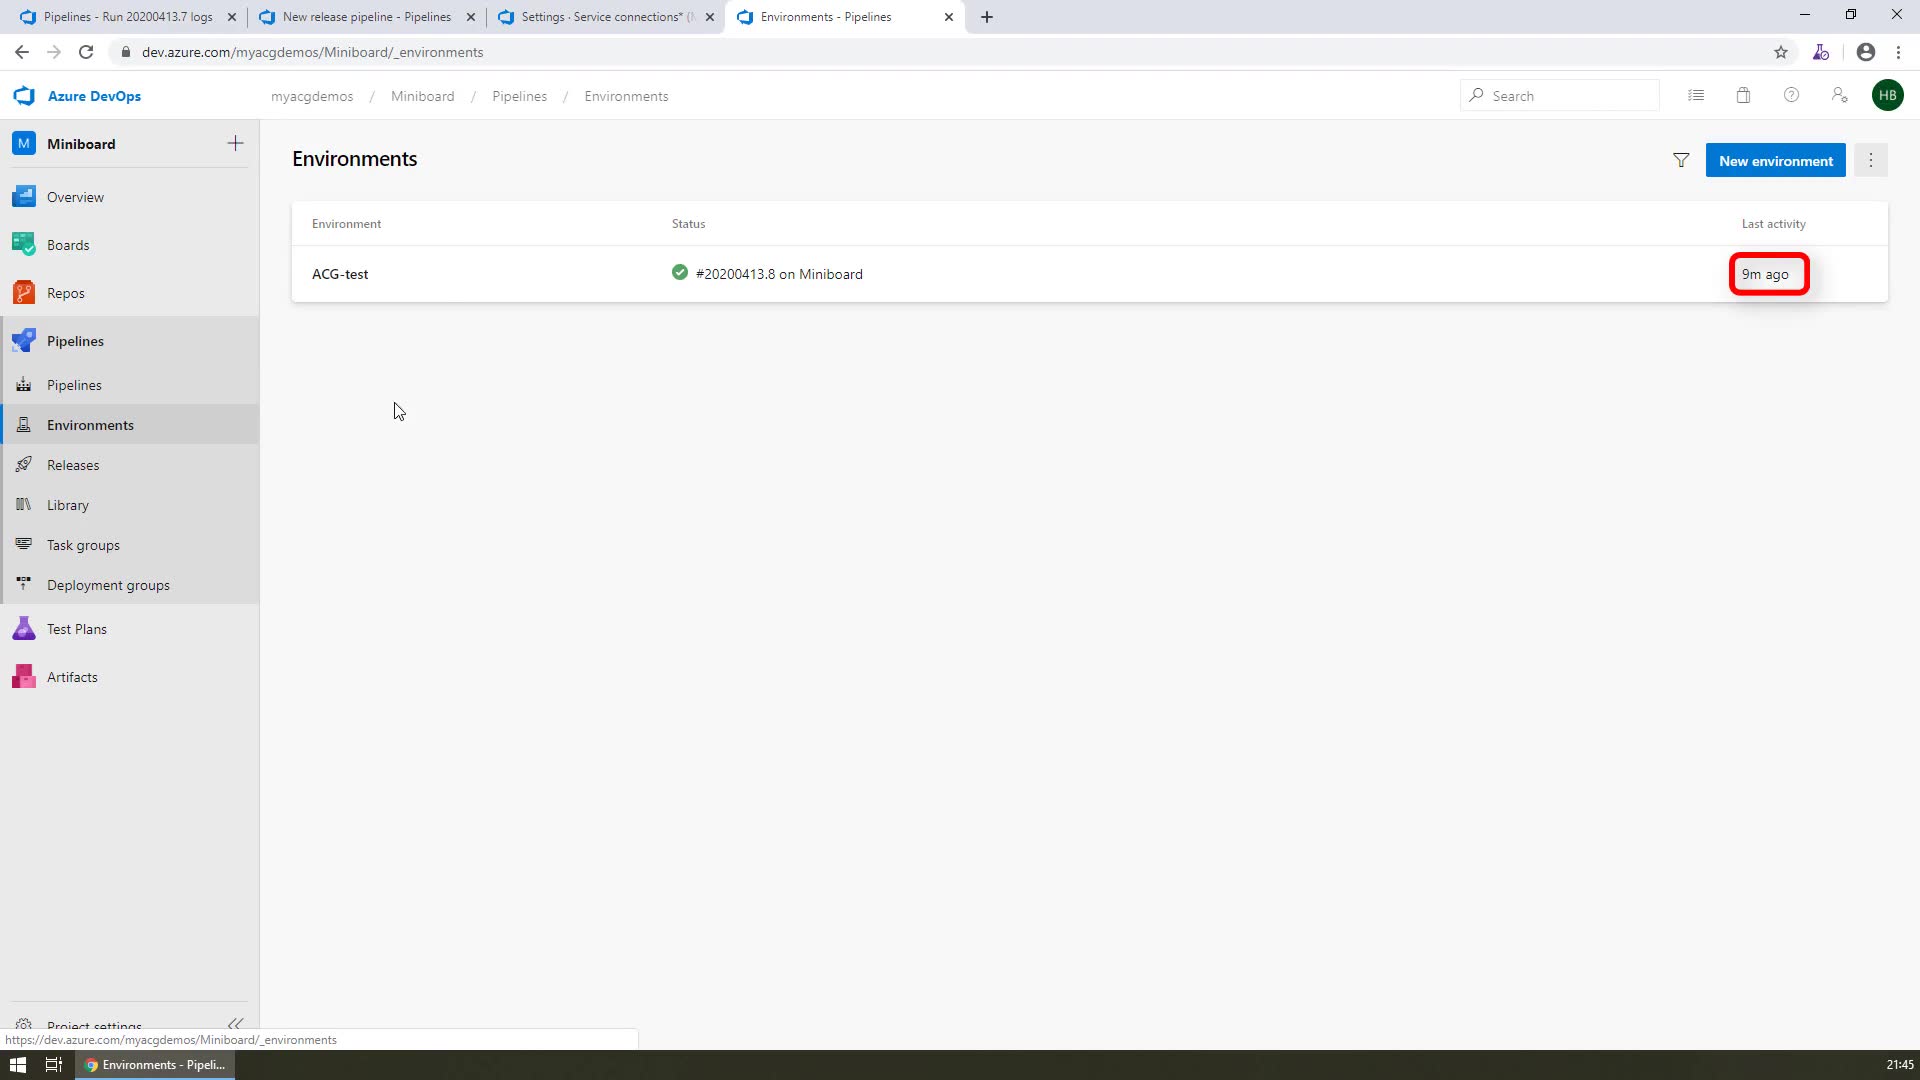 Pipelines - Run 20200413.7 logs
New release pipeline - Pipelines
Settings · Service connections* (
Environments - Pipelines
dev.azure.com/myacgdemos/Miniboard/_environments
Azure DevOps
myacgdemos / Miniboard / Pipelines / Environments
Search
HB
M Miniboard
Overview
Boards
Repos
Pipelines
Pipelines
Environments
Releases
Library
Task groups
Deployment groups
Test Plans
Artifacts
Project settings
Environments
New environment
Environment Status Last activity
ACG-test #20200413.8 on Miniboard 9m ago
https://dev.azure.com/myacgdemos/Miniboard/_environments
Environments - Pipeli...
21:45